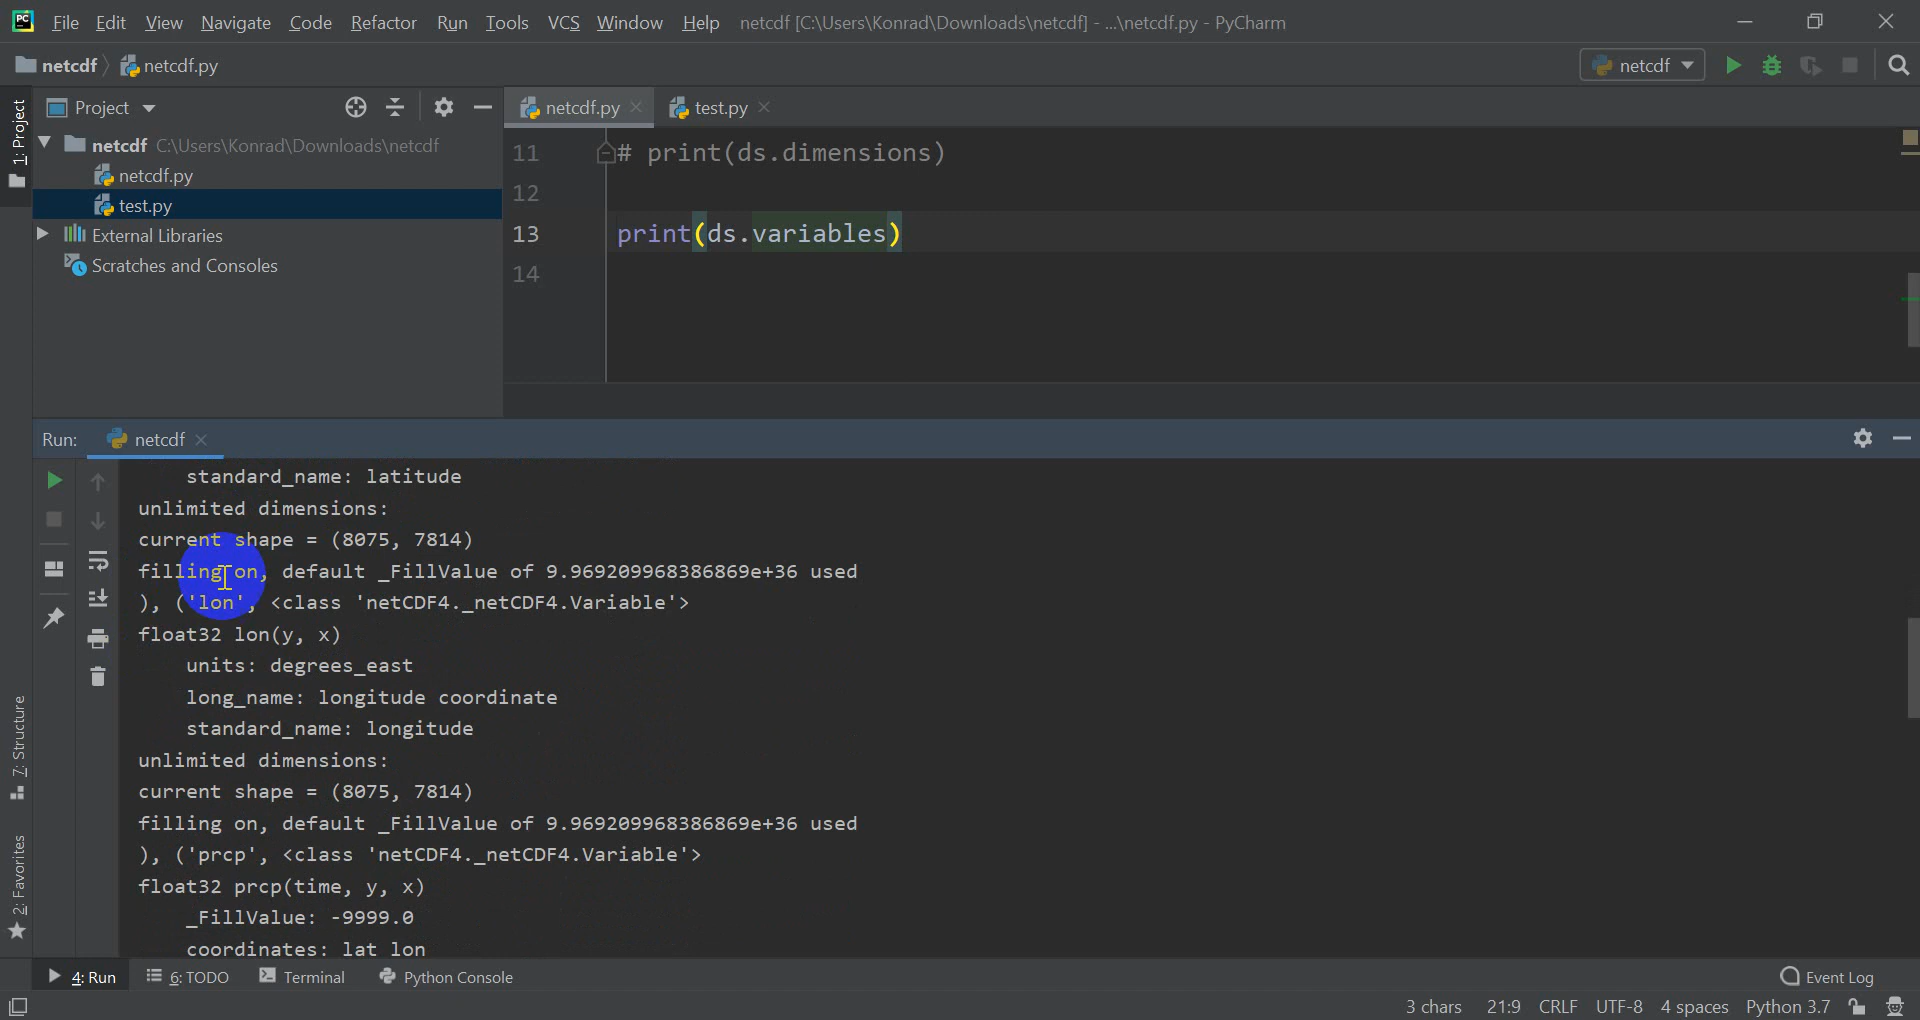 PC File Edit View Navigate Code Refactor Run Tools VCS Window Help netcdf [C:\Users\Konrad\Downloads\netcdf] - ...\netcdf.py - PyCharm
netcdf netcdf.py netcdf
1: Project
Project netcdf.py test.py
netcdf C:\Users\Konrad\Downloads\netcdf
netcdf.py
test.py
External Libraries
Scratches and Consoles
11 # print(ds.dimensions)
12
13 print(ds.variables)
14
Run: netcdf
standard_name: latitude
unlimited dimensions:
current shape = (8075, 7814)
filling on, default _FillValue of 9.969209968386869e+36 used
), ('lon', <class 'netCDF4._netCDF4.Variable'>
float32 lon(y, x)
units: degrees_east
long_name: longitude coordinate
standard_name: longitude
unlimited dimensions:
current shape = (8075, 7814)
filling on, default _FillValue of 9.969209968386869e+36 used
), ('prcp', <class 'netCDF4._netCDF4.Variable'>
float32 prcp(time, y, x)
_FillValue: -9999.0
coordinates: lat lon
7: Structure
2: Favorites
4: Run 6: TODO Terminal Python Console Event Log
3 chars 21:9 CRLF UTF-8 4 spaces Python 3.7